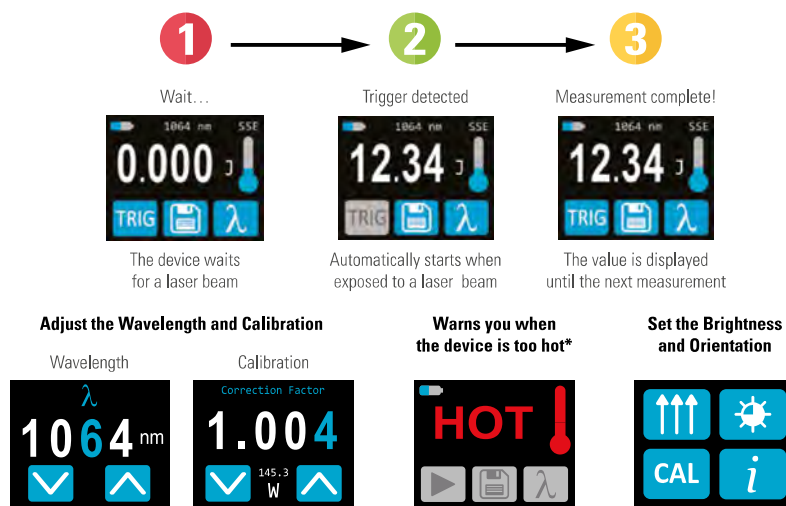 1
2
3
Wait...
Trigger detected
Measurement complete!
1064 nm SSE
0.000 J
TRIG λ
1064 nm SSE
12.34 J
TRIG λ
1064 nm SSE
12.34 J
TRIG λ
The device waits
for a laser beam
Automatically starts when
exposed to a laser beam
The value is displayed
until the next measurement
Adjust the Wavelength and Calibration
Wavelength
λ
1064 nm
Calibration
Correction Factor
1.004
145.3
W
Warns you when
the device is too hot*
HOT
λ
Set the Brightness
and Orientation
CAL i